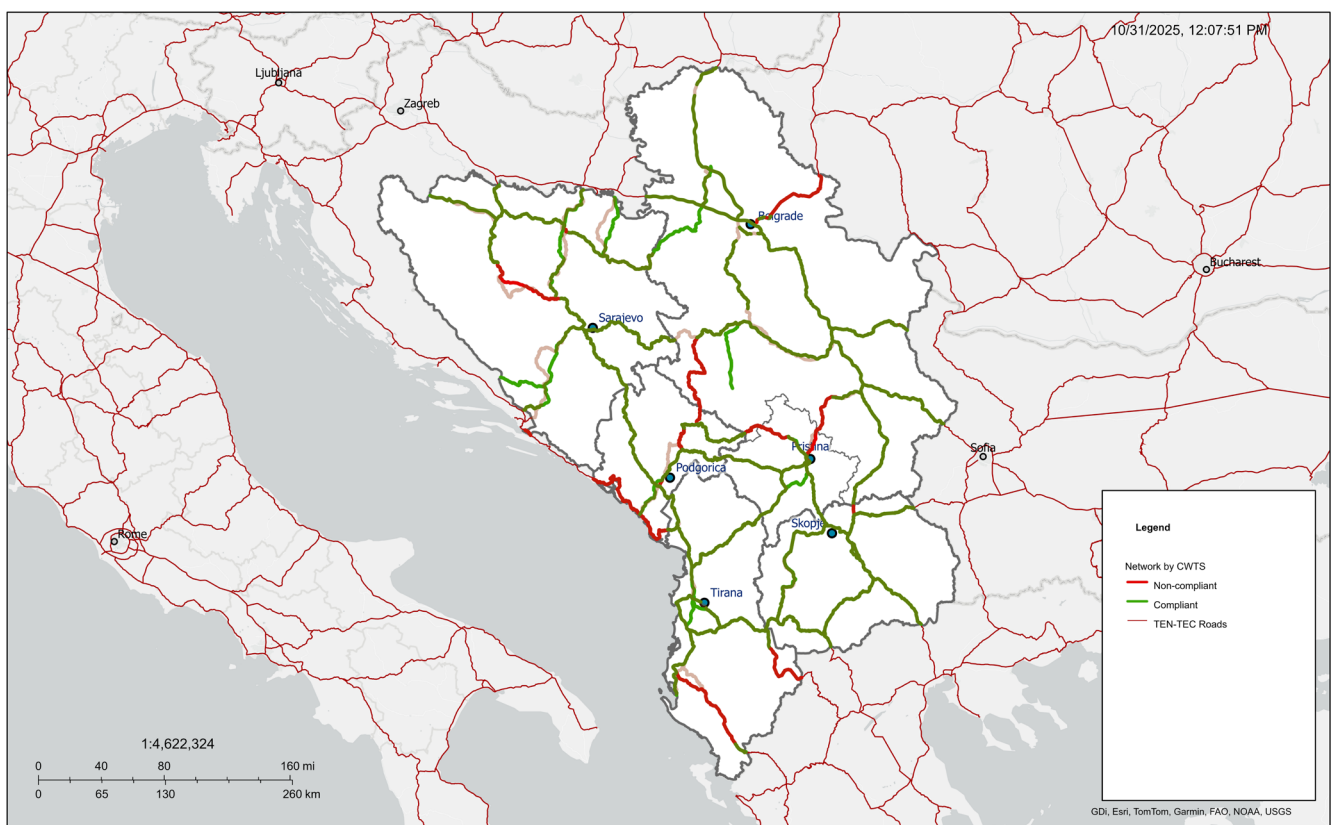 10/31/2025, 12:07:51 PM
Ljubljana
Zagreb
Belgrade
Bucharest
Sarajevo
Sofia
Pristina
Podgorica
Skopje
Rome
Tirana
Legend
Network by CWTS
Non-compliant
Compliant
TEN-TEC Roads
1:4,622,324
0 40 80 160 mi
0 65 130 260 km
GDi, Esri, TomTom, Garmin, FAO, NOAA, USGS